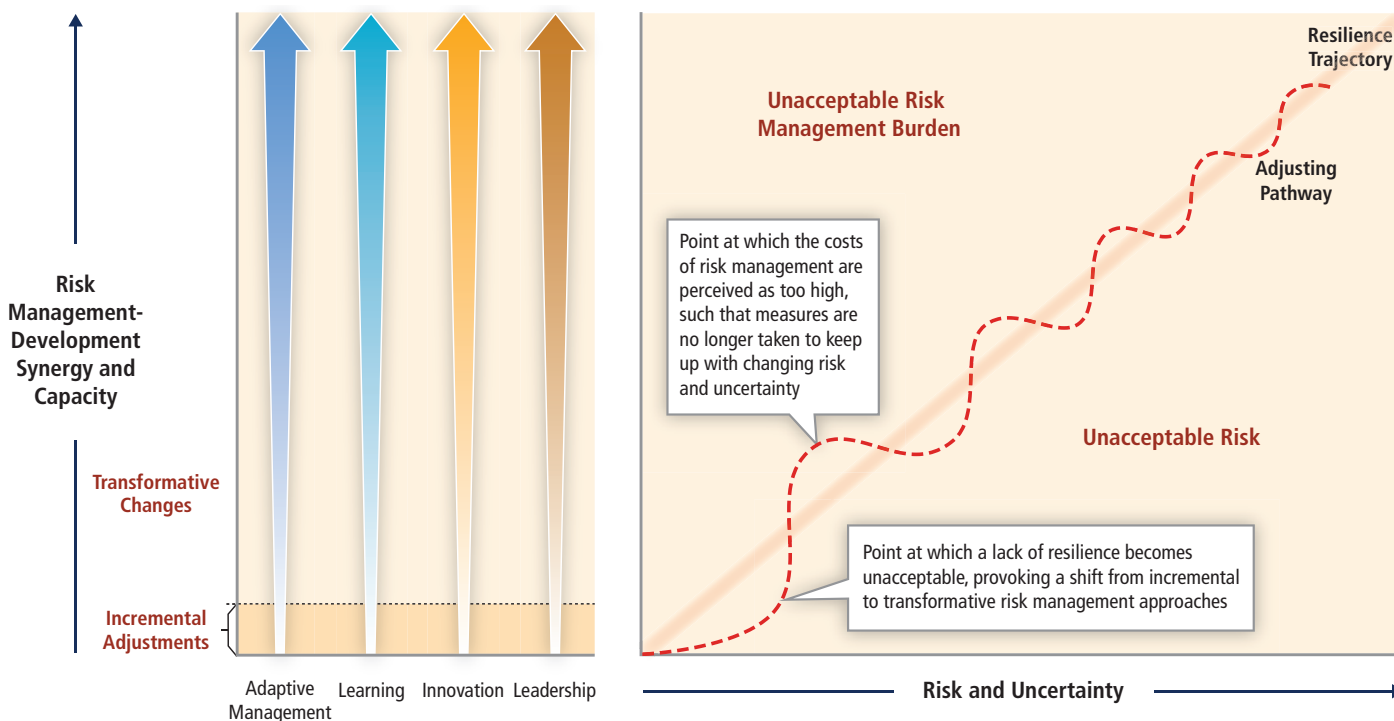 Risk
Management-
Development
Synergy and
Capacity
Transformative
Changes
Incremental
Adjustments
Adaptive
Management
Learning
Innovation
Leadership
Resilience
Trajectory
Unacceptable Risk
Management Burden
Adjusting
Pathway
Point at which the costs
of risk management are
perceived as too high,
such that measures are
no longer taken to keep
up with changing risk
and uncertainty
Unacceptable Risk
Point at which a lack of resilience becomes
unacceptable, provoking a shift from incremental
to transformative risk management approaches
Risk and Uncertainty